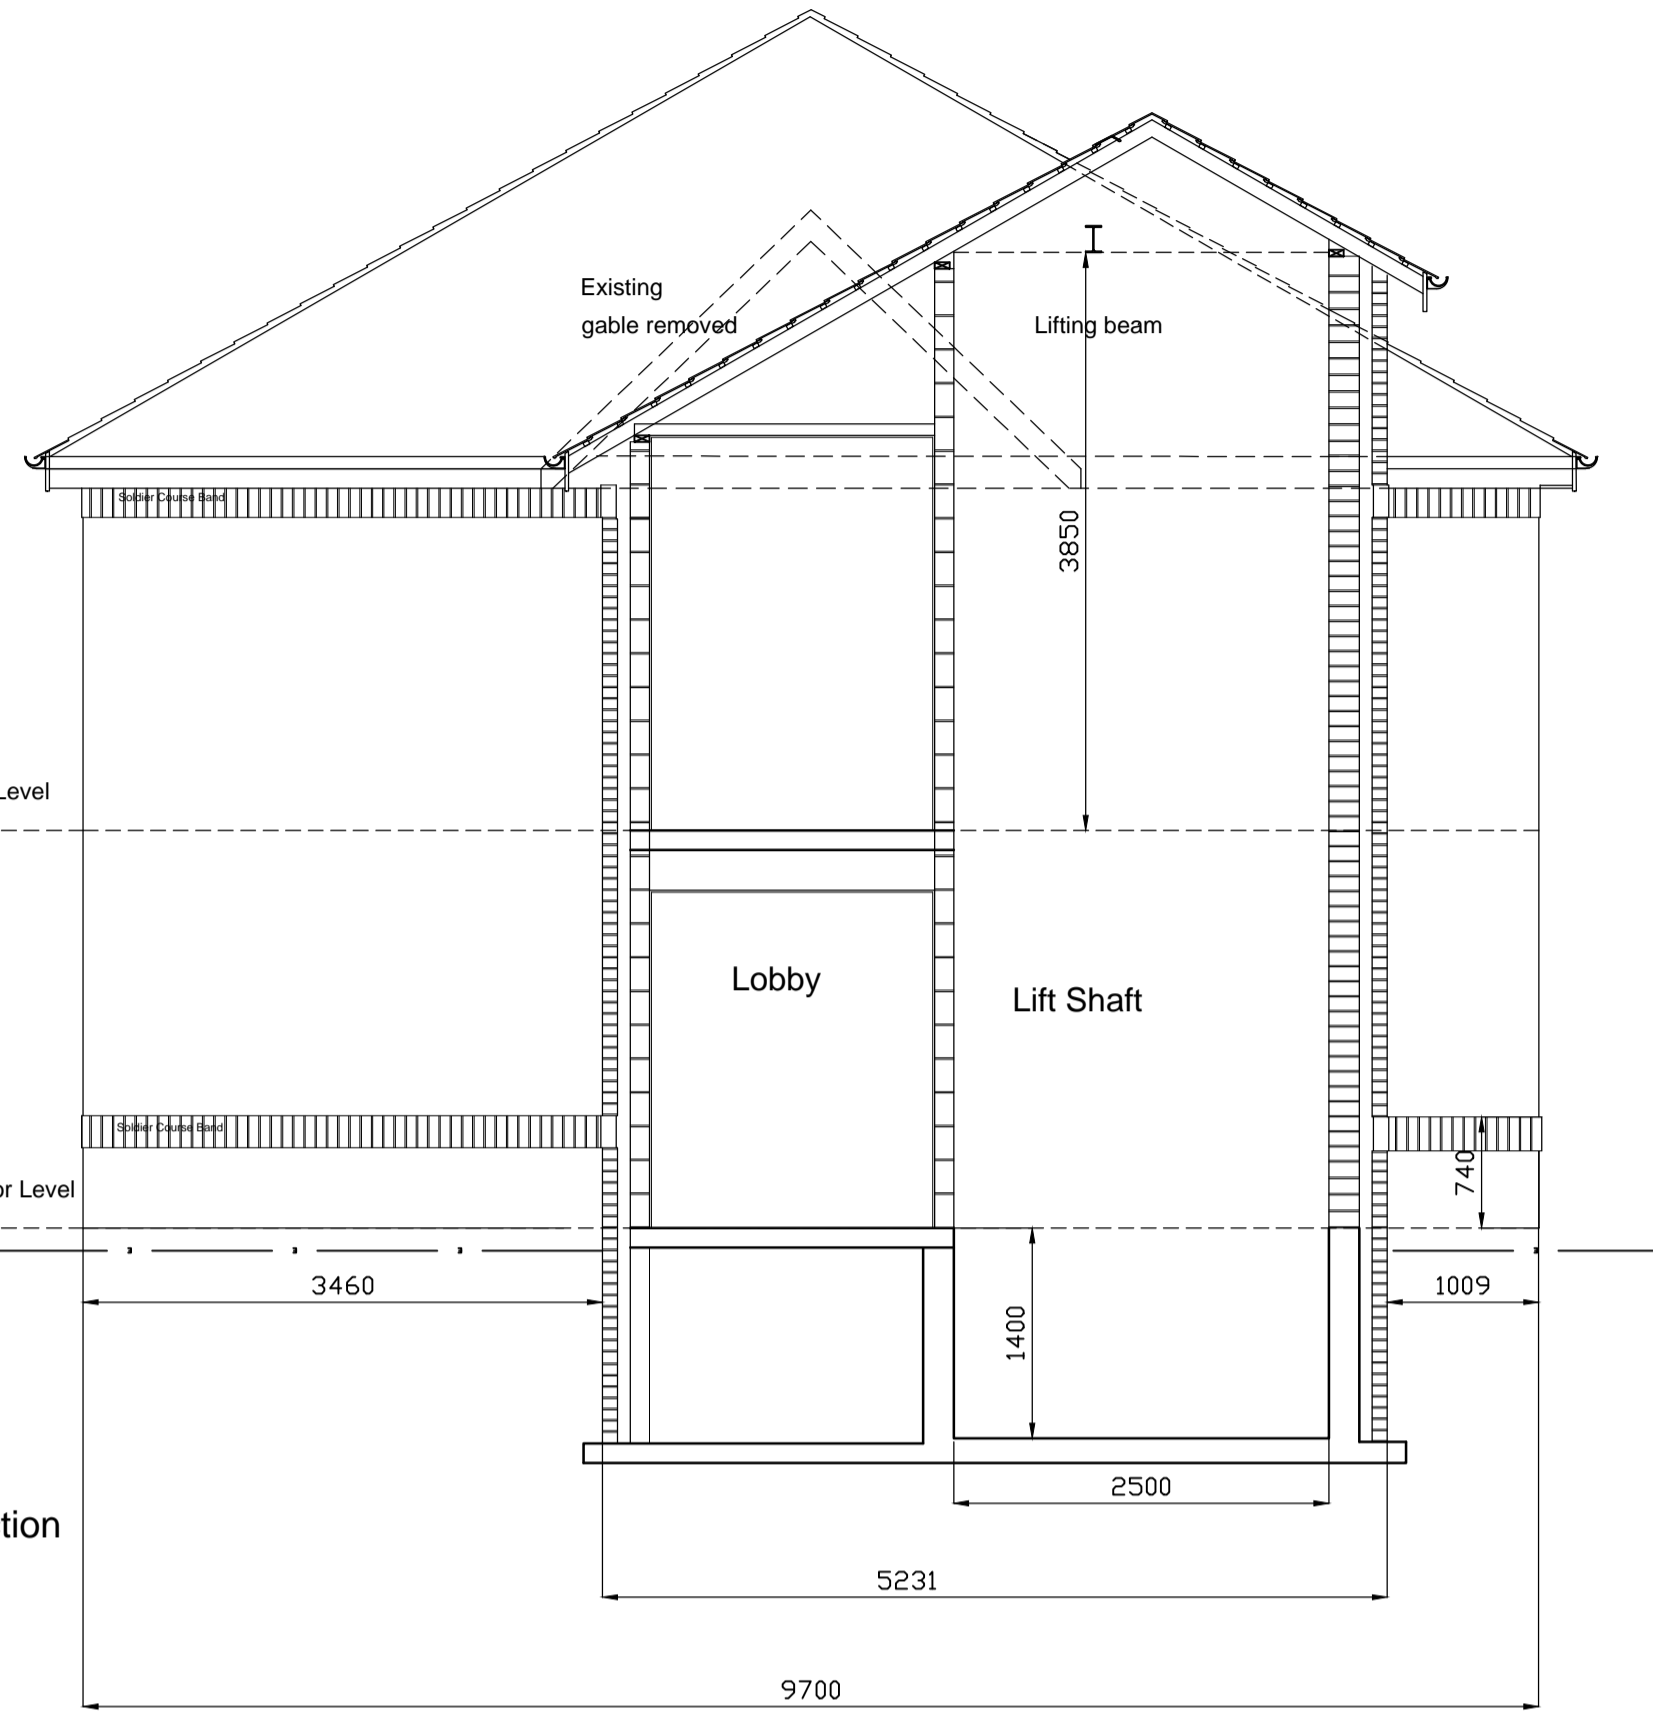 Existing
gable removed
Lifting beam
Soldier Course Band
3850
Level
Lobby
Lift Shaft
Soldier Course Band
740
or Level
3460
1009
1400
2500
tion
5231
9700